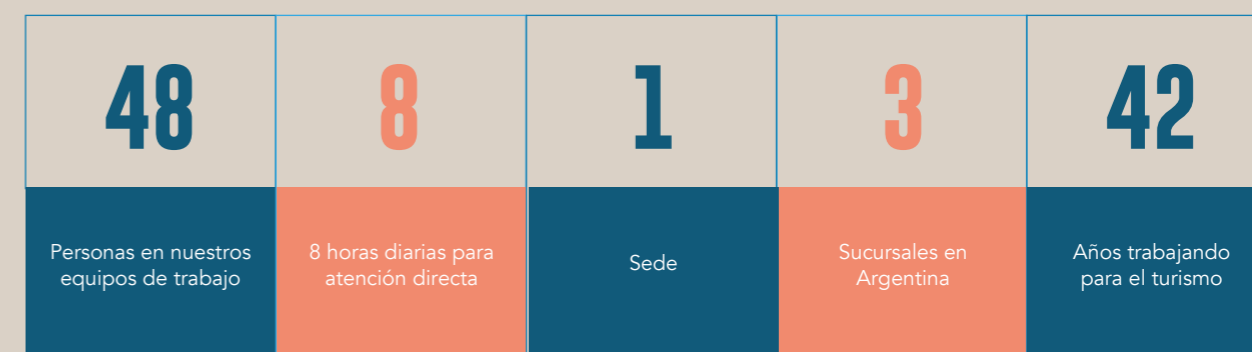 48
8
1
3
42
Personas en nuestros
equipos de trabajo
8 horas diarias para
atención directa
Sede
Sucursales en
Argentina
Años trabajando
para el turismo